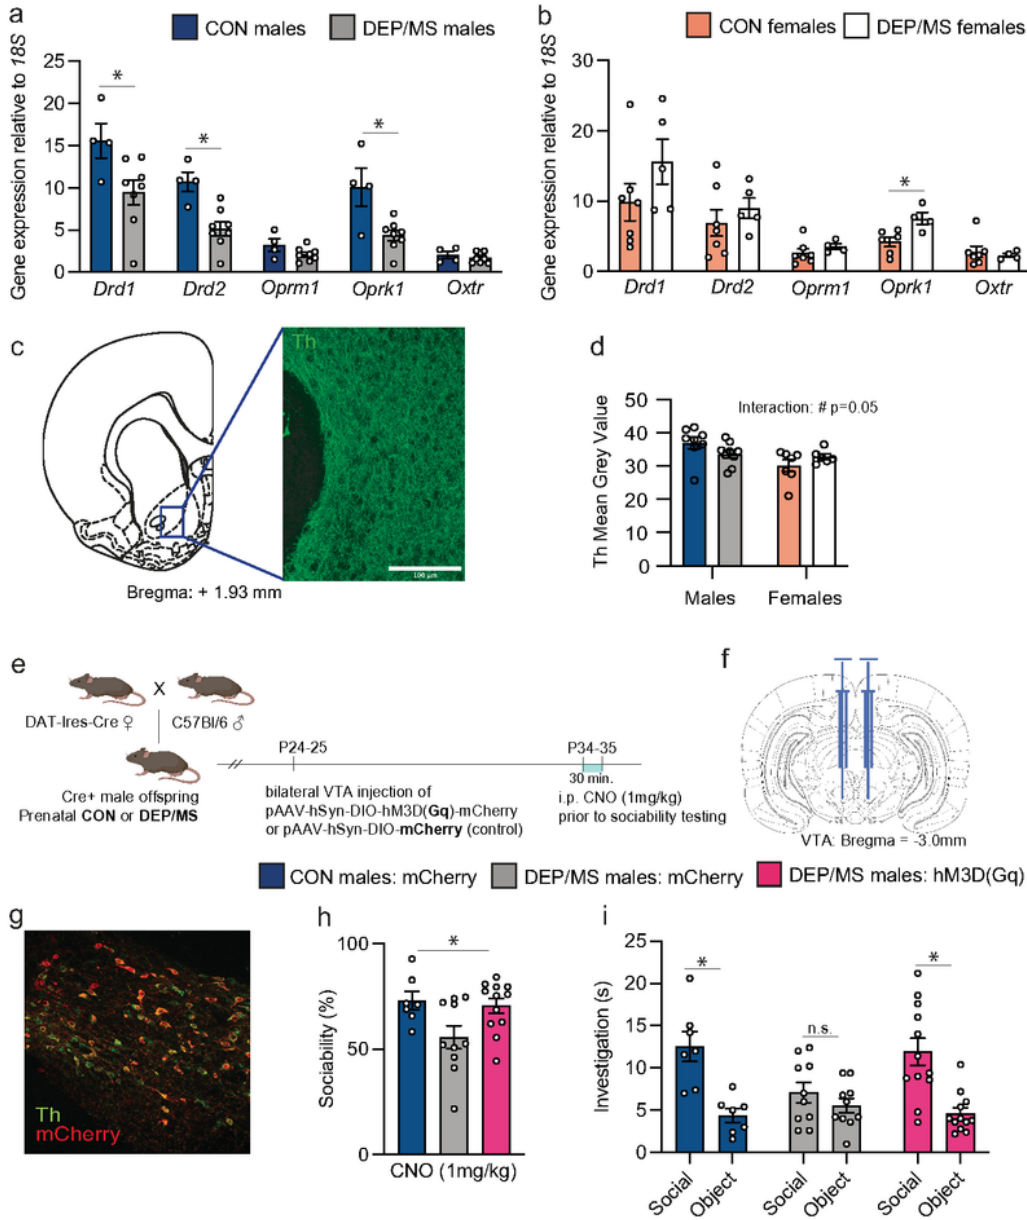 a
CON males
DEP/MS males
Gene expression relative to 18S
25
20
15
10
5
0
*
*
*
Drd1
Drd2
Oprm1
Oprk1
Oxtr
b
CON females
DEP/MS females
Gene expression relative to 18S
30
20
10
0
*
Drd1
Drd2
Oprm1
Oprk1
Oxtr
c
Th
100 µm
Bregma: + 1.93 mm
d
Th Mean Grey Value
50
40
30
20
10
0
Interaction: # p=0.05
Males
Females
e
X
DAT-Ires-Cre ♀
C57Bl/6 ♂
Cre+ male offspring
Prenatal CON or DEP/MS
P24-25
bilateral VTA injection of
pAAV-hSyn-DIO-hM3D(Gq)-mCherry
or pAAV-hSyn-DIO-mCherry (control)
P34-35
30 min.
i.p. CNO (1mg/kg)
prior to sociability testing
f
VTA: Bregma = -3.0mm
CON males: mCherry
DEP/MS males: mCherry
DEP/MS males: hM3D(Gq)
g
Th
mCherry
h
Sociability (%)
100
50
0
*
CNO (1mg/kg)
i
Investigation (s)
25
20
15
10
5
0
*
n.s.
*
Social
Object
Social
Object
Social
Object